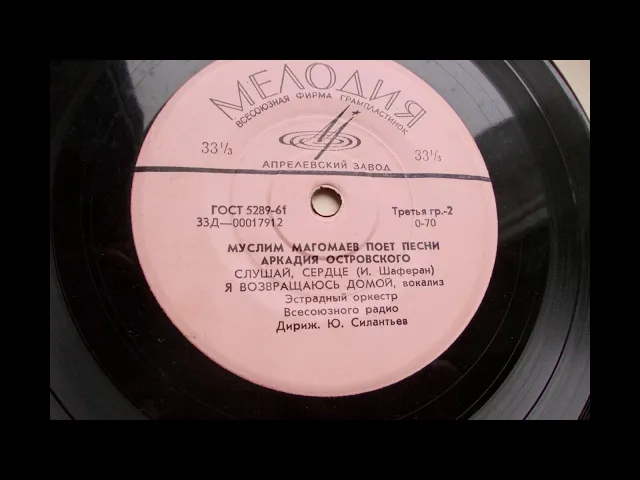 МЕЛОДИЯ
ВСЕСОЮЗНАЯ ФИРМА ГРАМПЛАСТИНОК
33⅓ 33⅓
АПРЕЛЕВСКИЙ ЗАВОД
ГОСТ 5289-61 Третья гр.-2
33Д—00017912 0-70
МУСЛИМ МАГОМАЕВ ПОЕТ ПЕСНИ
АРКАДИЯ ОСТРОВСКОГО
СЛУШАЙ, СЕРДЦЕ (И. Шаферан)
Я ВОЗВРАЩАЮСЬ ДОМОЙ, вокализ
Эстрадный оркестр
Всесоюзного радио
Дириж. Ю. Силантьев